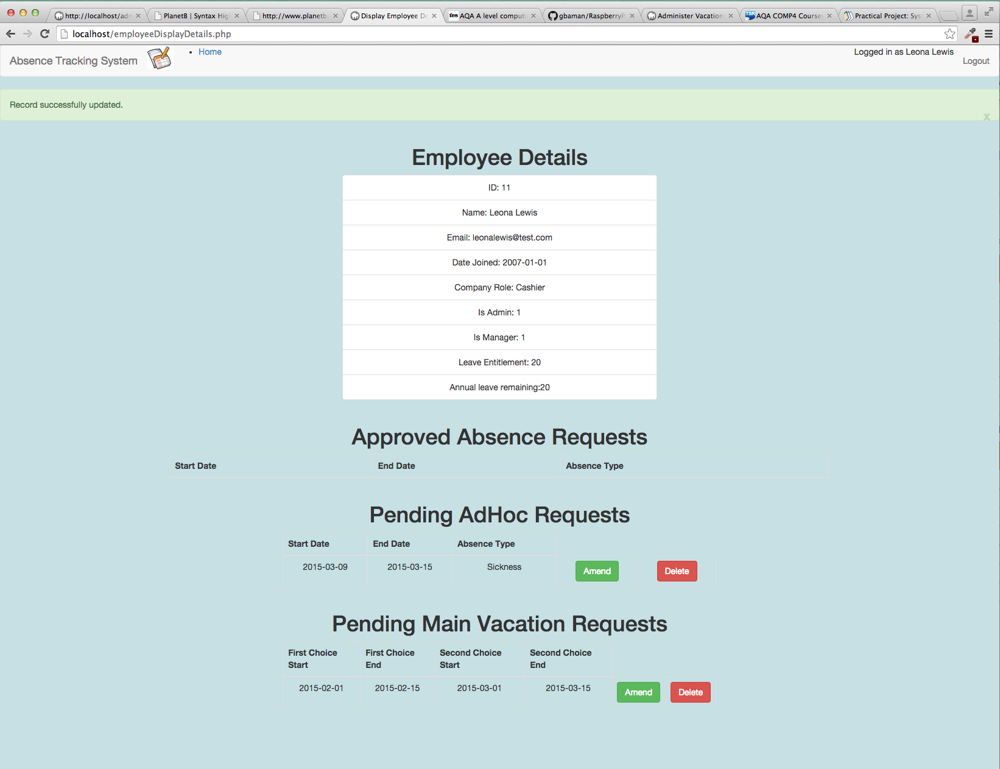 http://localhost/adn
PlanetB | Syntax Hig
http://www.planetb.
Display Employee De
tes AQA A level computi
gbaman/RaspberryP
Administer Vacation
TSR AQA COMP4 Coursew
Practical Project: Sys
localhost/employeeDisplayDetails.php
Absence Tracking System
Home
Logged in as Leona Lewis
Logout
Record successfully updated.
x
Employee Details
ID: 11
Name: Leona Lewis
Email: leonalewis@test.com
Date Joined: 2007-01-01
Company Role: Cashier
Is Admin: 1
Is Manager: 1
Leave Entitlement: 20
Annual leave remaining:20
Approved Absence Requests
Start Date End Date Absence Type
Pending AdHoc Requests
Start Date End Date Absence Type
2015-03-09 2015-03-15 Sickness Amend Delete
Pending Main Vacation Requests
First Choice First Choice Second Choice Second Choice
Start End Start End
2015-02-01 2015-02-15 2015-03-01 2015-03-15 Amend Delete